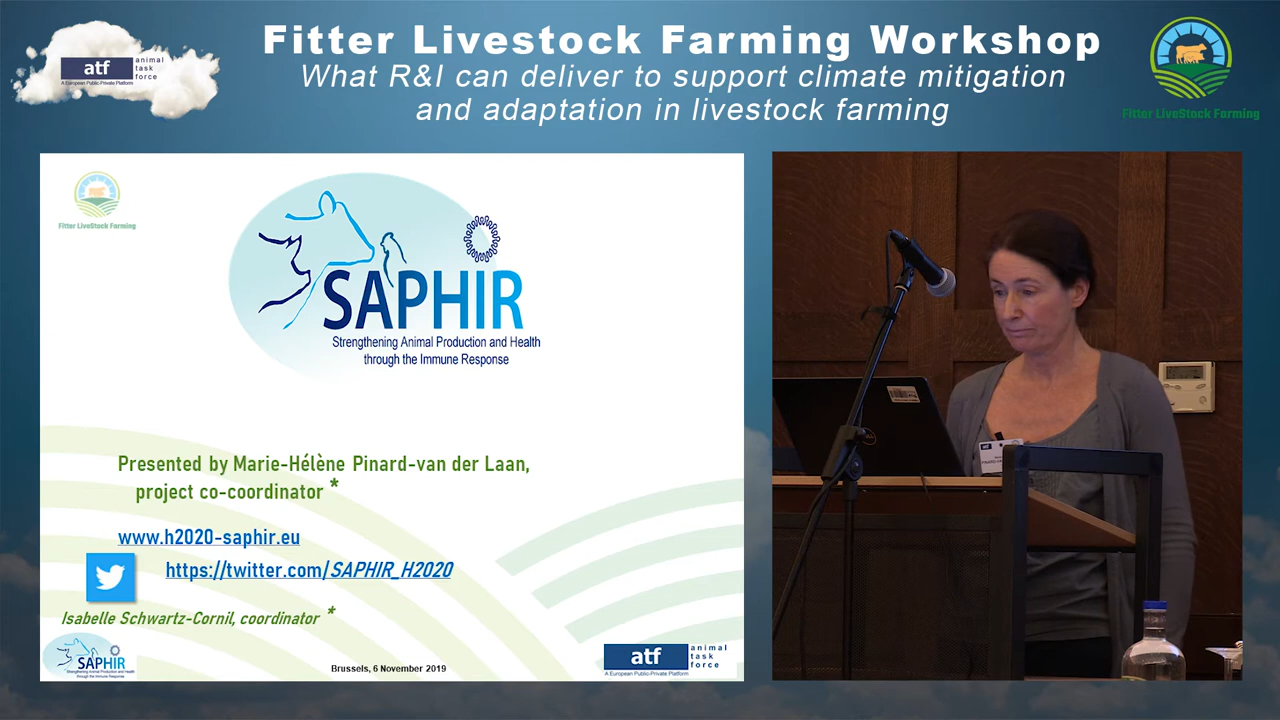 Fitter Livestock Farming Workshop
What R&I can deliver to support climate mitigation
and adaptation in livestock farming
atf
animal
task
force
A European Public-Private Platform
Fitter LiveStock Farming
Fitter LiveStock Farming
SAPHIR
Strengthening Animal Production and Health
through the Immune Response
Presented by Marie-Hélène Pinard-van der Laan,
project co-coordinator *
www.h2020-saphir.eu
https://twitter.com/SAPHIR_H2020
Isabelle Schwartz-Cornil, coordinator *
SAPHIR
Strengthening Animal Production and Health
through the Immune Response
Brussels, 6 November 2019
atf
animal
task
force
A European Public-Private Platform